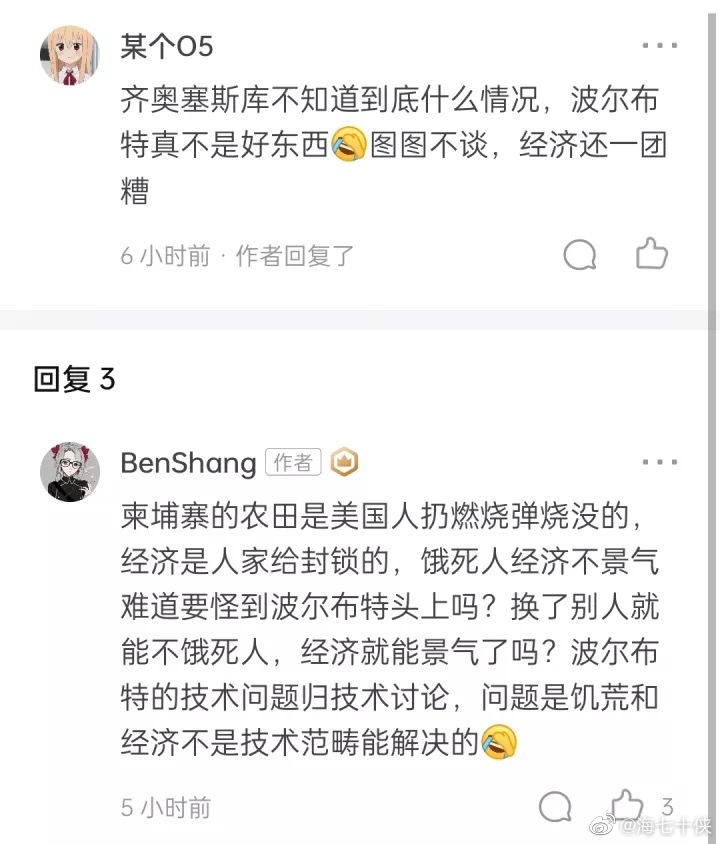 某个O5
齐奥塞斯库不知道到底什么情况，波尔布
特真不是好东西🤣图图不谈，经济还一团
糟
6 小时前 · 作者回复了
回复 3
BenShang 作者
柬埔寨的农田是美国人扔燃烧弹烧没的，
经济是人家给封锁的，饿死人经济不景气
难道要怪到波尔布特头上吗？换了别人就
能不饿死人，经济就能景气了吗？波尔布
特的技术问题归技术讨论，问题是饥荒和
经济不是技术范畴能解决的🤣
5 小时前
3
@海七十侠